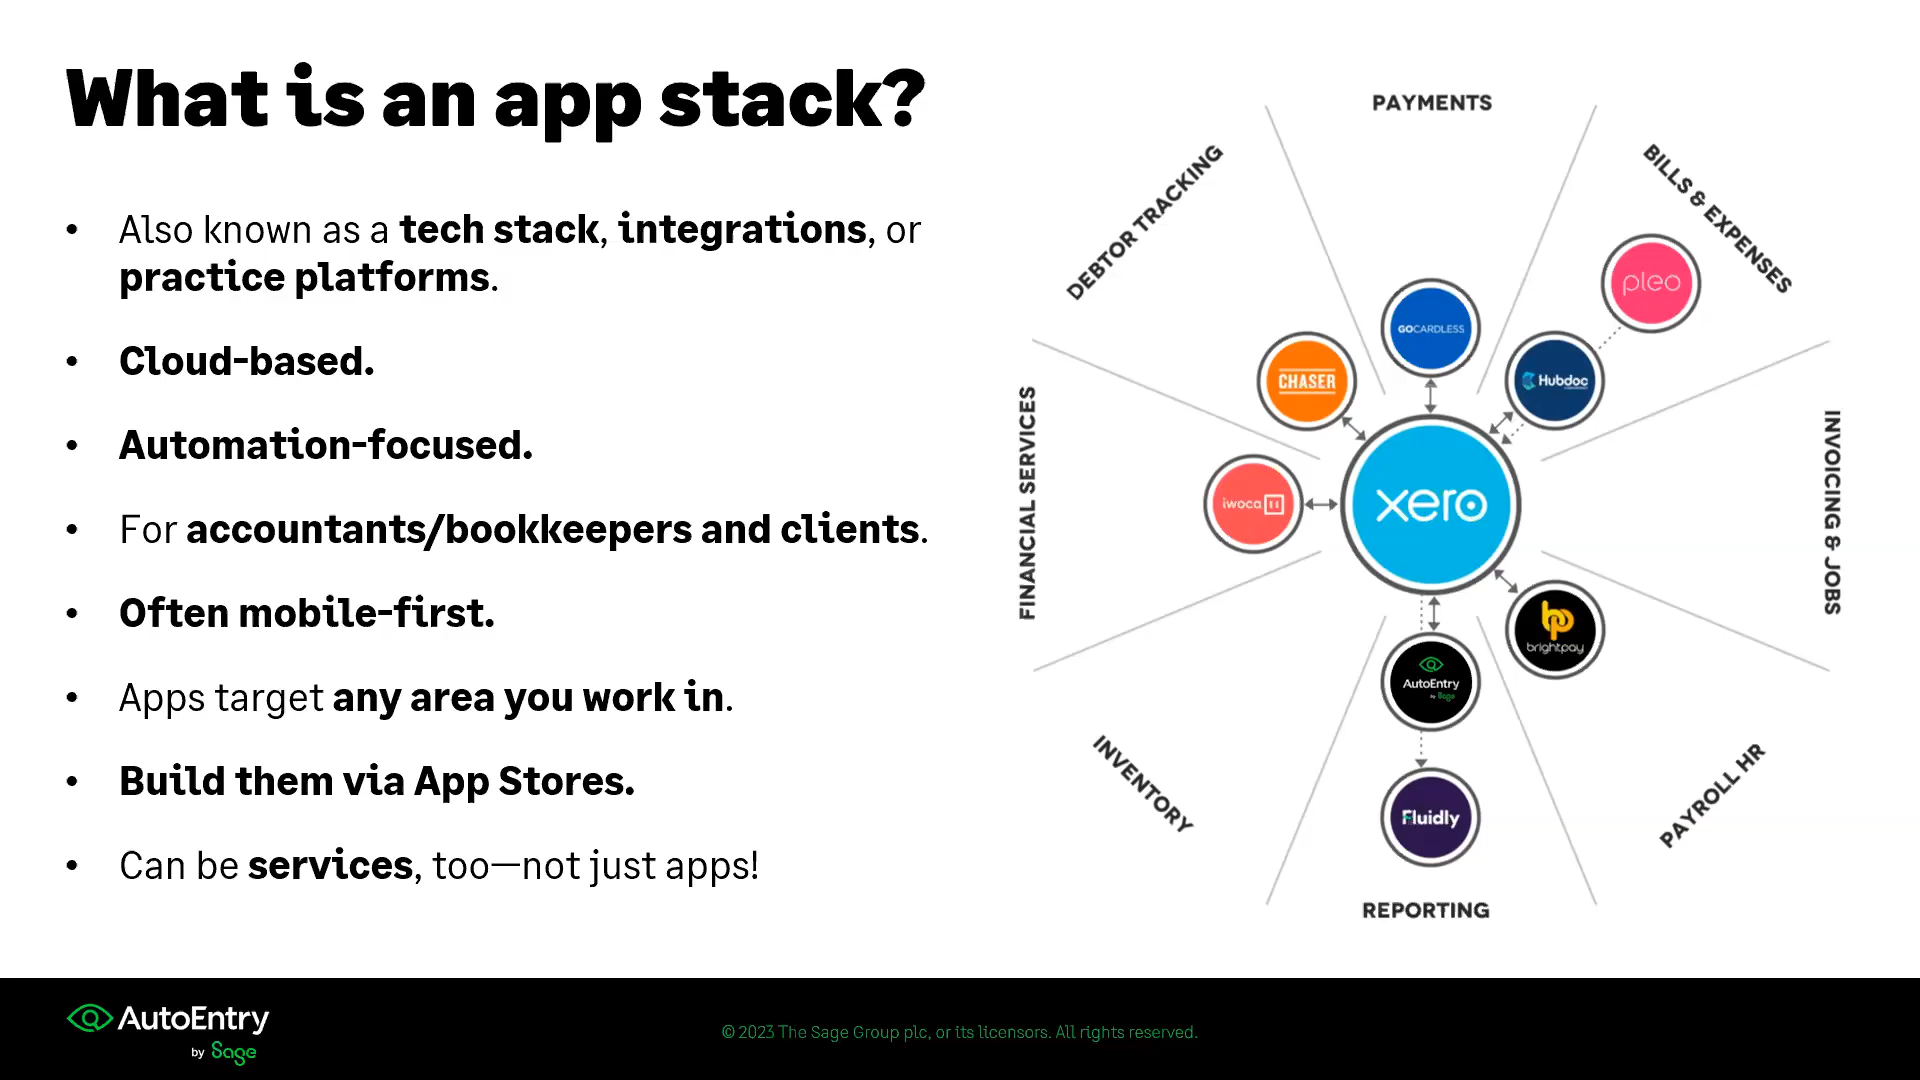 What is an app stack?
• Also known as a tech stack, integrations, or
practice platforms.
• Cloud-based.
• Automation-focused.
• For accountants/bookkeepers and clients.
• Often mobile-first.
• Apps target any area you work in.
• Build them via App Stores.
• Can be services, too—not just apps!
PAYMENTS
DEBTOR TRACKING
BILLS & EXPENSES
FINANCIAL SERVICES
INVOICING & JOBS
INVENTORY
PAYROLL HR
REPORTING
pleo
GOCARDLESS
CHASER
Hubdoc
iwoca
xero
bp
brightpay
AutoEntry
by Sage
Fluidly
AutoEntry
by Sage
© 2023 The Sage Group plc, or its licensors. All rights reserved.